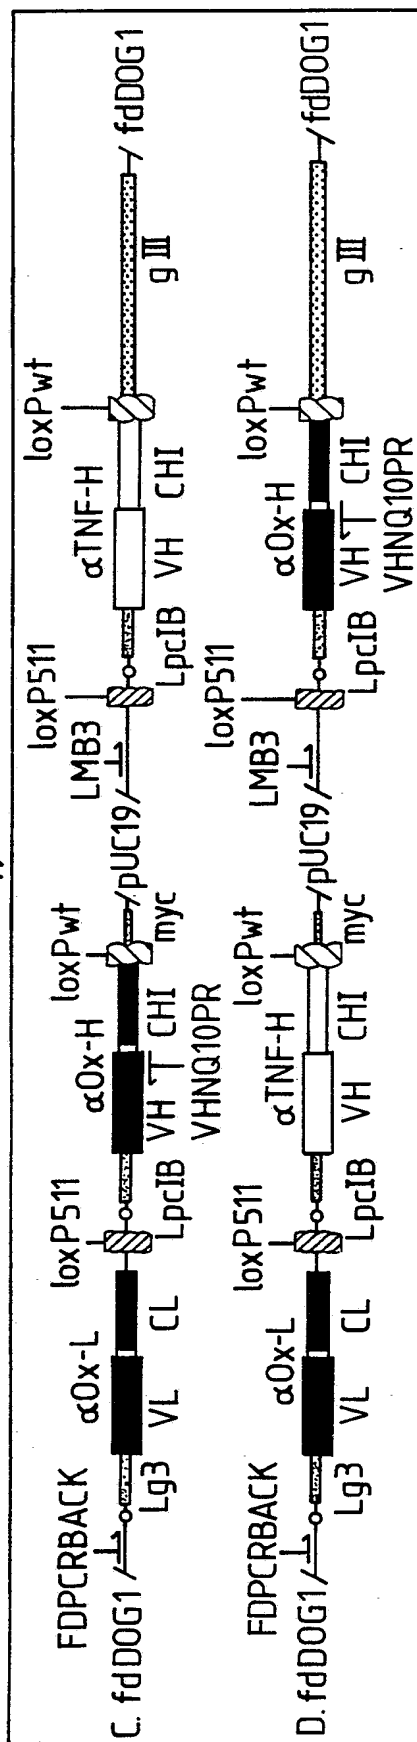 FDPCRBACK
αOx-L
loxP511
αOx-H
loxPwt
LMB3
loxP511
αTNF-H
loxPwt
C. fdDOG1
Lg3
VL
CL
LpcIB
VH
CHI
VHNQ10PR
myc
pUC19
LpcIB
VH
CHI
gIII
fdDOG1
FDPCRBACK
αOx-L
loxP511
αTNF-H
loxPwt
LMB3
loxP511
αOx-H
loxPwt
D. fdDOG1
Lg3
VL
CL
LpcIB
VH
CHI
myc
pUC19
LpcIB
VH
CHI
VHNQ10PR
gIII
fdDOG1